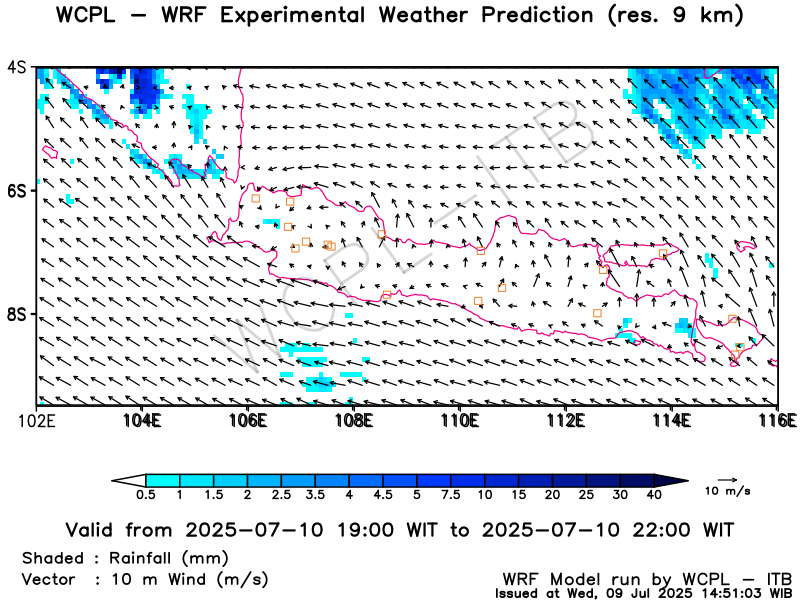 WCPL – WRF Experimental Weather Prediction (res. 9 km)
4S
6S
8S
WCPL–ITB
102E 104E 106E 108E 110E 112E 114E 116E
0.5 1 1.5 2 2.5 3.5 4 4.5 5 7.5 10 15 20 25 30 40
10 m/s
Valid from 2025-07-10 19:00 WIT to 2025-07-10 22:00 WIT
Shaded : Rainfall (mm)
Vector : 10 m Wind (m/s)
WRF Model run by WCPL – ITB
Issued at Wed, 09 Jul 2025 14:51:03 WIB